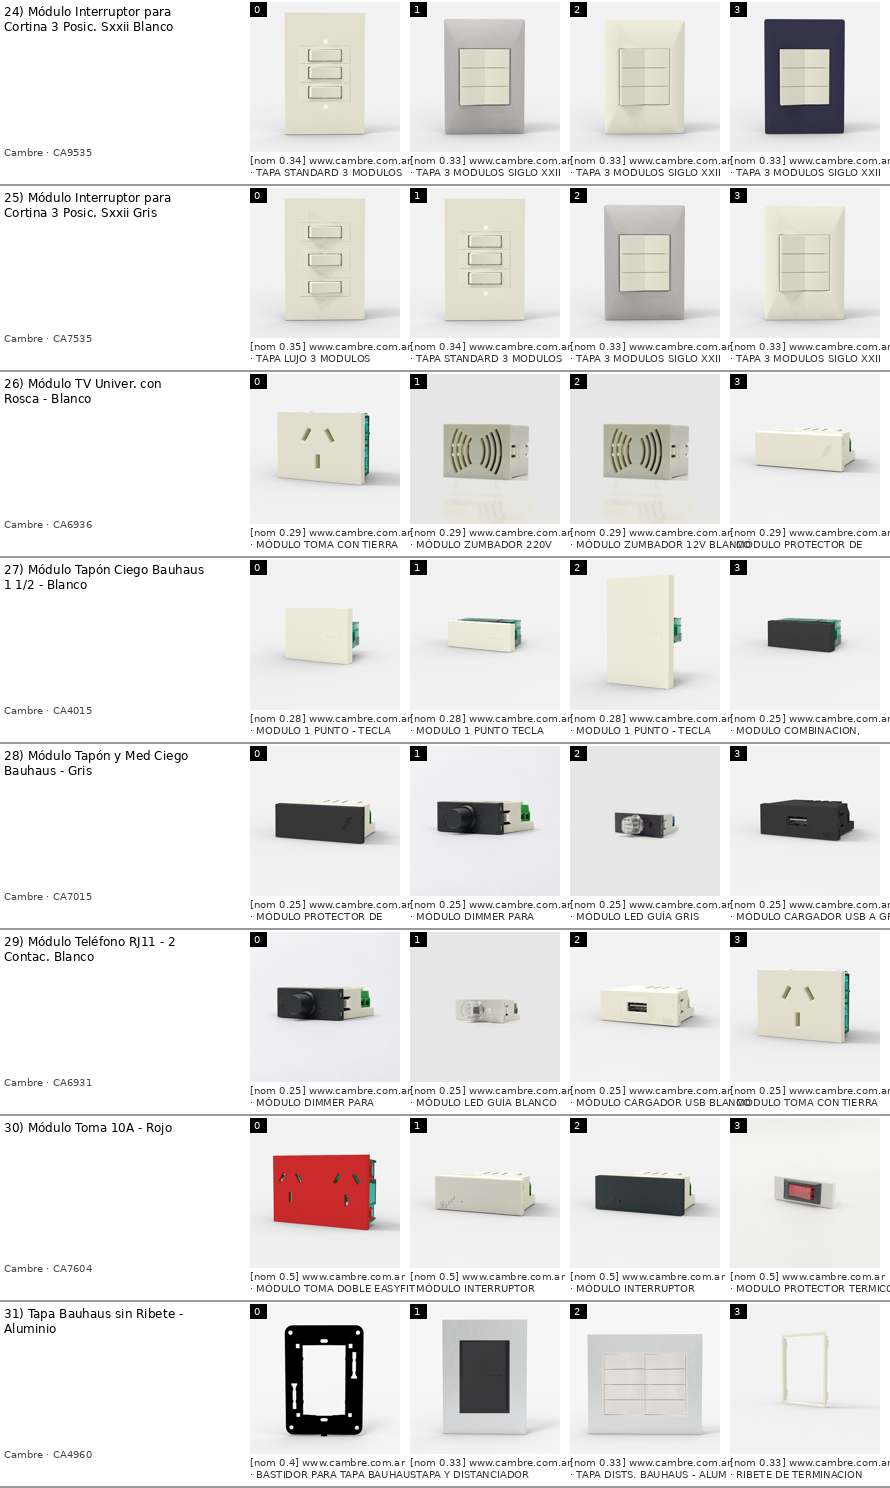 24) Módulo Interruptor para
Cortina 3 Posic. Sxxii Blanco
Cambre · CA9535
0
1
2
3
[nom 0.34] www.cambre.com.ar
· TAPA STANDARD 3 MODULOS
[nom 0.33] www.cambre.com.ar
· TAPA 3 MODULOS SIGLO XXII
[nom 0.33] www.cambre.com.ar
· TAPA 3 MODULOS SIGLO XXII
[nom 0.33] www.cambre.com.ar
· TAPA 3 MODULOS SIGLO XXII
25) Módulo Interruptor para
Cortina 3 Posic. Sxxii Gris
Cambre · CA7535
0
1
2
3
[nom 0.35] www.cambre.com.ar
· TAPA LUJO 3 MODULOS
[nom 0.34] www.cambre.com.ar
· TAPA STANDARD 3 MODULOS
[nom 0.33] www.cambre.com.ar
· TAPA 3 MODULOS SIGLO XXII
[nom 0.33] www.cambre.com.ar
· TAPA 3 MODULOS SIGLO XXII
26) Módulo TV Univer. con
Rosca - Blanco
Cambre · CA6936
0
1
2
3
[nom 0.29] www.cambre.com.ar
· MÓDULO TOMA CON TIERRA
[nom 0.29] www.cambre.com.ar
· MÓDULO ZUMBADOR 220V
[nom 0.29] www.cambre.com.ar
· MÓDULO ZUMBADOR 12V BLANCO
[nom 0.29] www.cambre.com.ar
· MÓDULO PROTECTOR DE
27) Módulo Tapón Ciego Bauhaus
1 1/2 - Blanco
Cambre · CA4015
0
1
2
3
[nom 0.28] www.cambre.com.ar
· MODULO 1 PUNTO - TECLA
[nom 0.28] www.cambre.com.ar
· MODULO 1 PUNTO TECLA
[nom 0.28] www.cambre.com.ar
· MODULO 1 PUNTO - TECLA
[nom 0.25] www.cambre.com.ar
· MODULO COMBINACION,
28) Módulo Tapón y Med Ciego
Bauhaus - Gris
Cambre · CA7015
0
1
2
3
[nom 0.25] www.cambre.com.ar
· MÓDULO PROTECTOR DE
[nom 0.25] www.cambre.com.ar
· MÓDULO DIMMER PARA
[nom 0.25] www.cambre.com.ar
· MÓDULO LED GUÍA GRIS
[nom 0.25] www.cambre.com.ar
· MÓDULO CARGADOR USB A GR
29) Módulo Teléfono RJ11 - 2
Contac. Blanco
Cambre · CA6931
0
1
2
3
[nom 0.25] www.cambre.com.ar
· MÓDULO DIMMER PARA
[nom 0.25] www.cambre.com.ar
· MÓDULO LED GUÍA BLANCO
[nom 0.25] www.cambre.com.ar
· MÓDULO CARGADOR USB BLANCO
[nom 0.25] www.cambre.com.ar
· MÓDULO TOMA CON TIERRA
30) Módulo Toma 10A - Rojo
Cambre · CA7604
0
1
2
3
[nom 0.5] www.cambre.com.ar
· MÓDULO TOMA DOBLE EASYFIT
[nom 0.5] www.cambre.com.ar
· MÓDULO INTERRUPTOR
[nom 0.5] www.cambre.com.ar
· MÓDULO INTERRUPTOR
[nom 0.5] www.cambre.com.ar
· MODULO PROTECTOR TERMICO
31) Tapa Bauhaus sin Ribete -
Aluminio
Cambre · CA4960
0
1
2
3
[nom 0.4] www.cambre.com.ar
· BASTIDOR PARA TAPA BAUHAUS
[nom 0.33] www.cambre.com.ar
· TAPA Y DISTANCIADOR
[nom 0.33] www.cambre.com.ar
· TAPA DISTS. BAUHAUS - ALUM
[nom 0.33] www.cambre.com.ar
· RIBETE DE TERMINACION